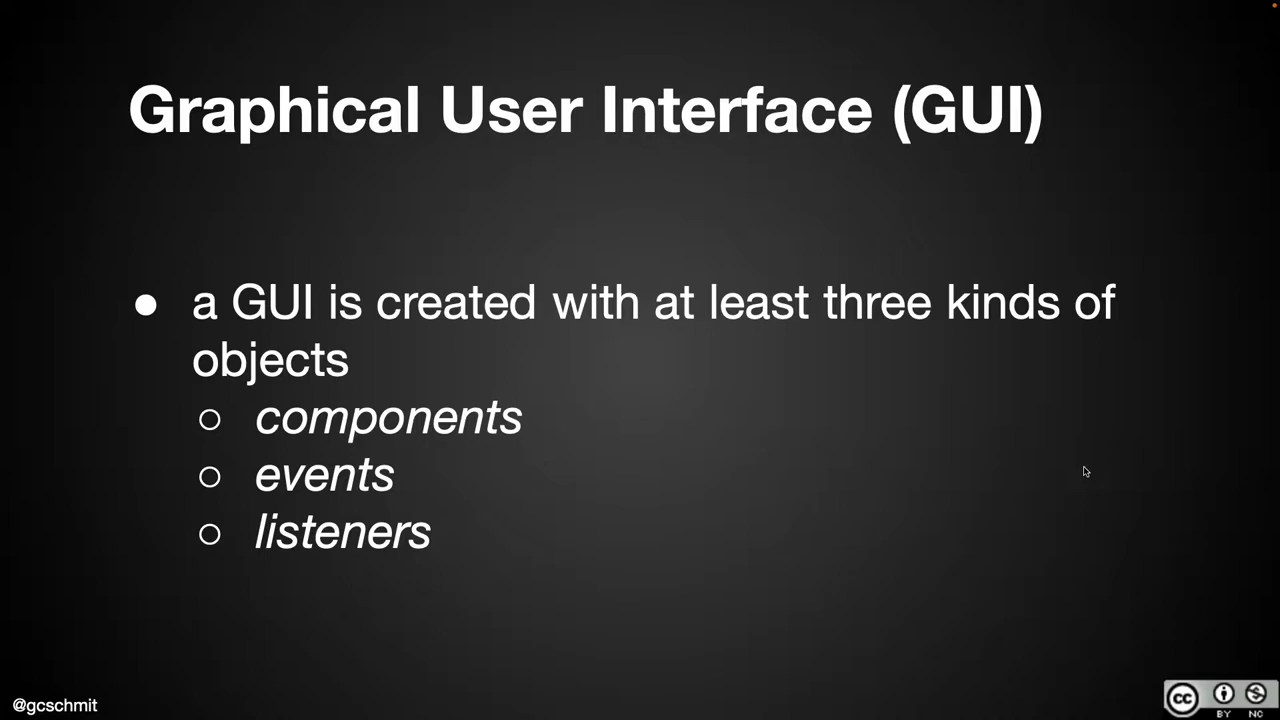 Graphical User Interface (GUI)
● a GUI is created with at least three kinds of
objects
○ components
○ events
○ listeners
@gcschmit
cc
BY NC